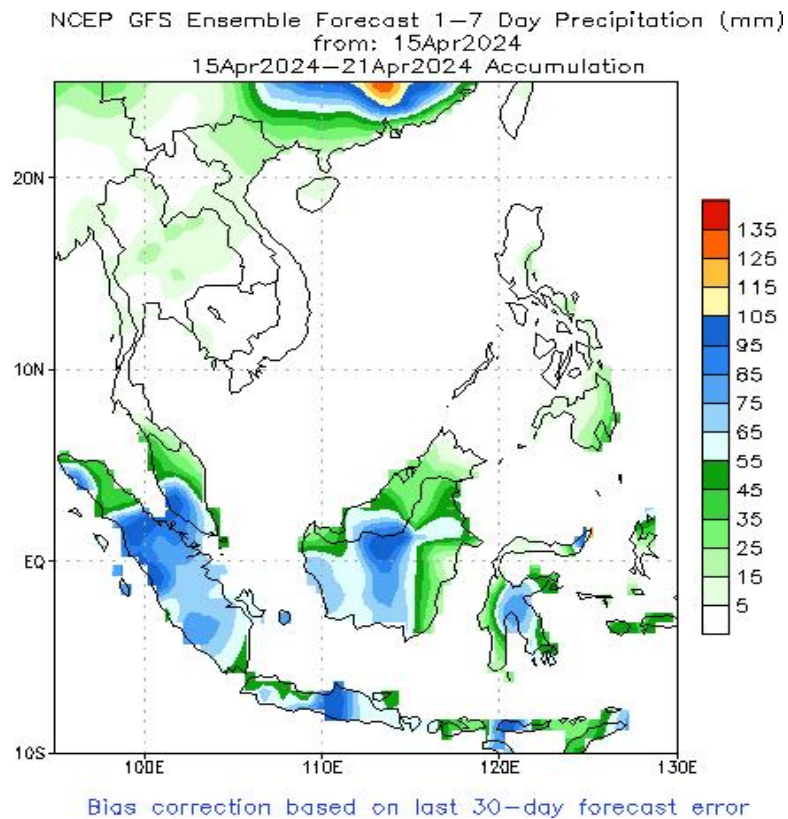 NCEP GFS Ensemble Forecast 1–7 Day Precipitation (mm)
from: 15Apr2024
15Apr2024–21Apr2024 Accumulation
20N
10N
EQ
10S
100E
110E
120E
130E
135
125
115
105
95
85
75
65
55
45
35
25
15
5
Bias correction based on last 30–day forecast error